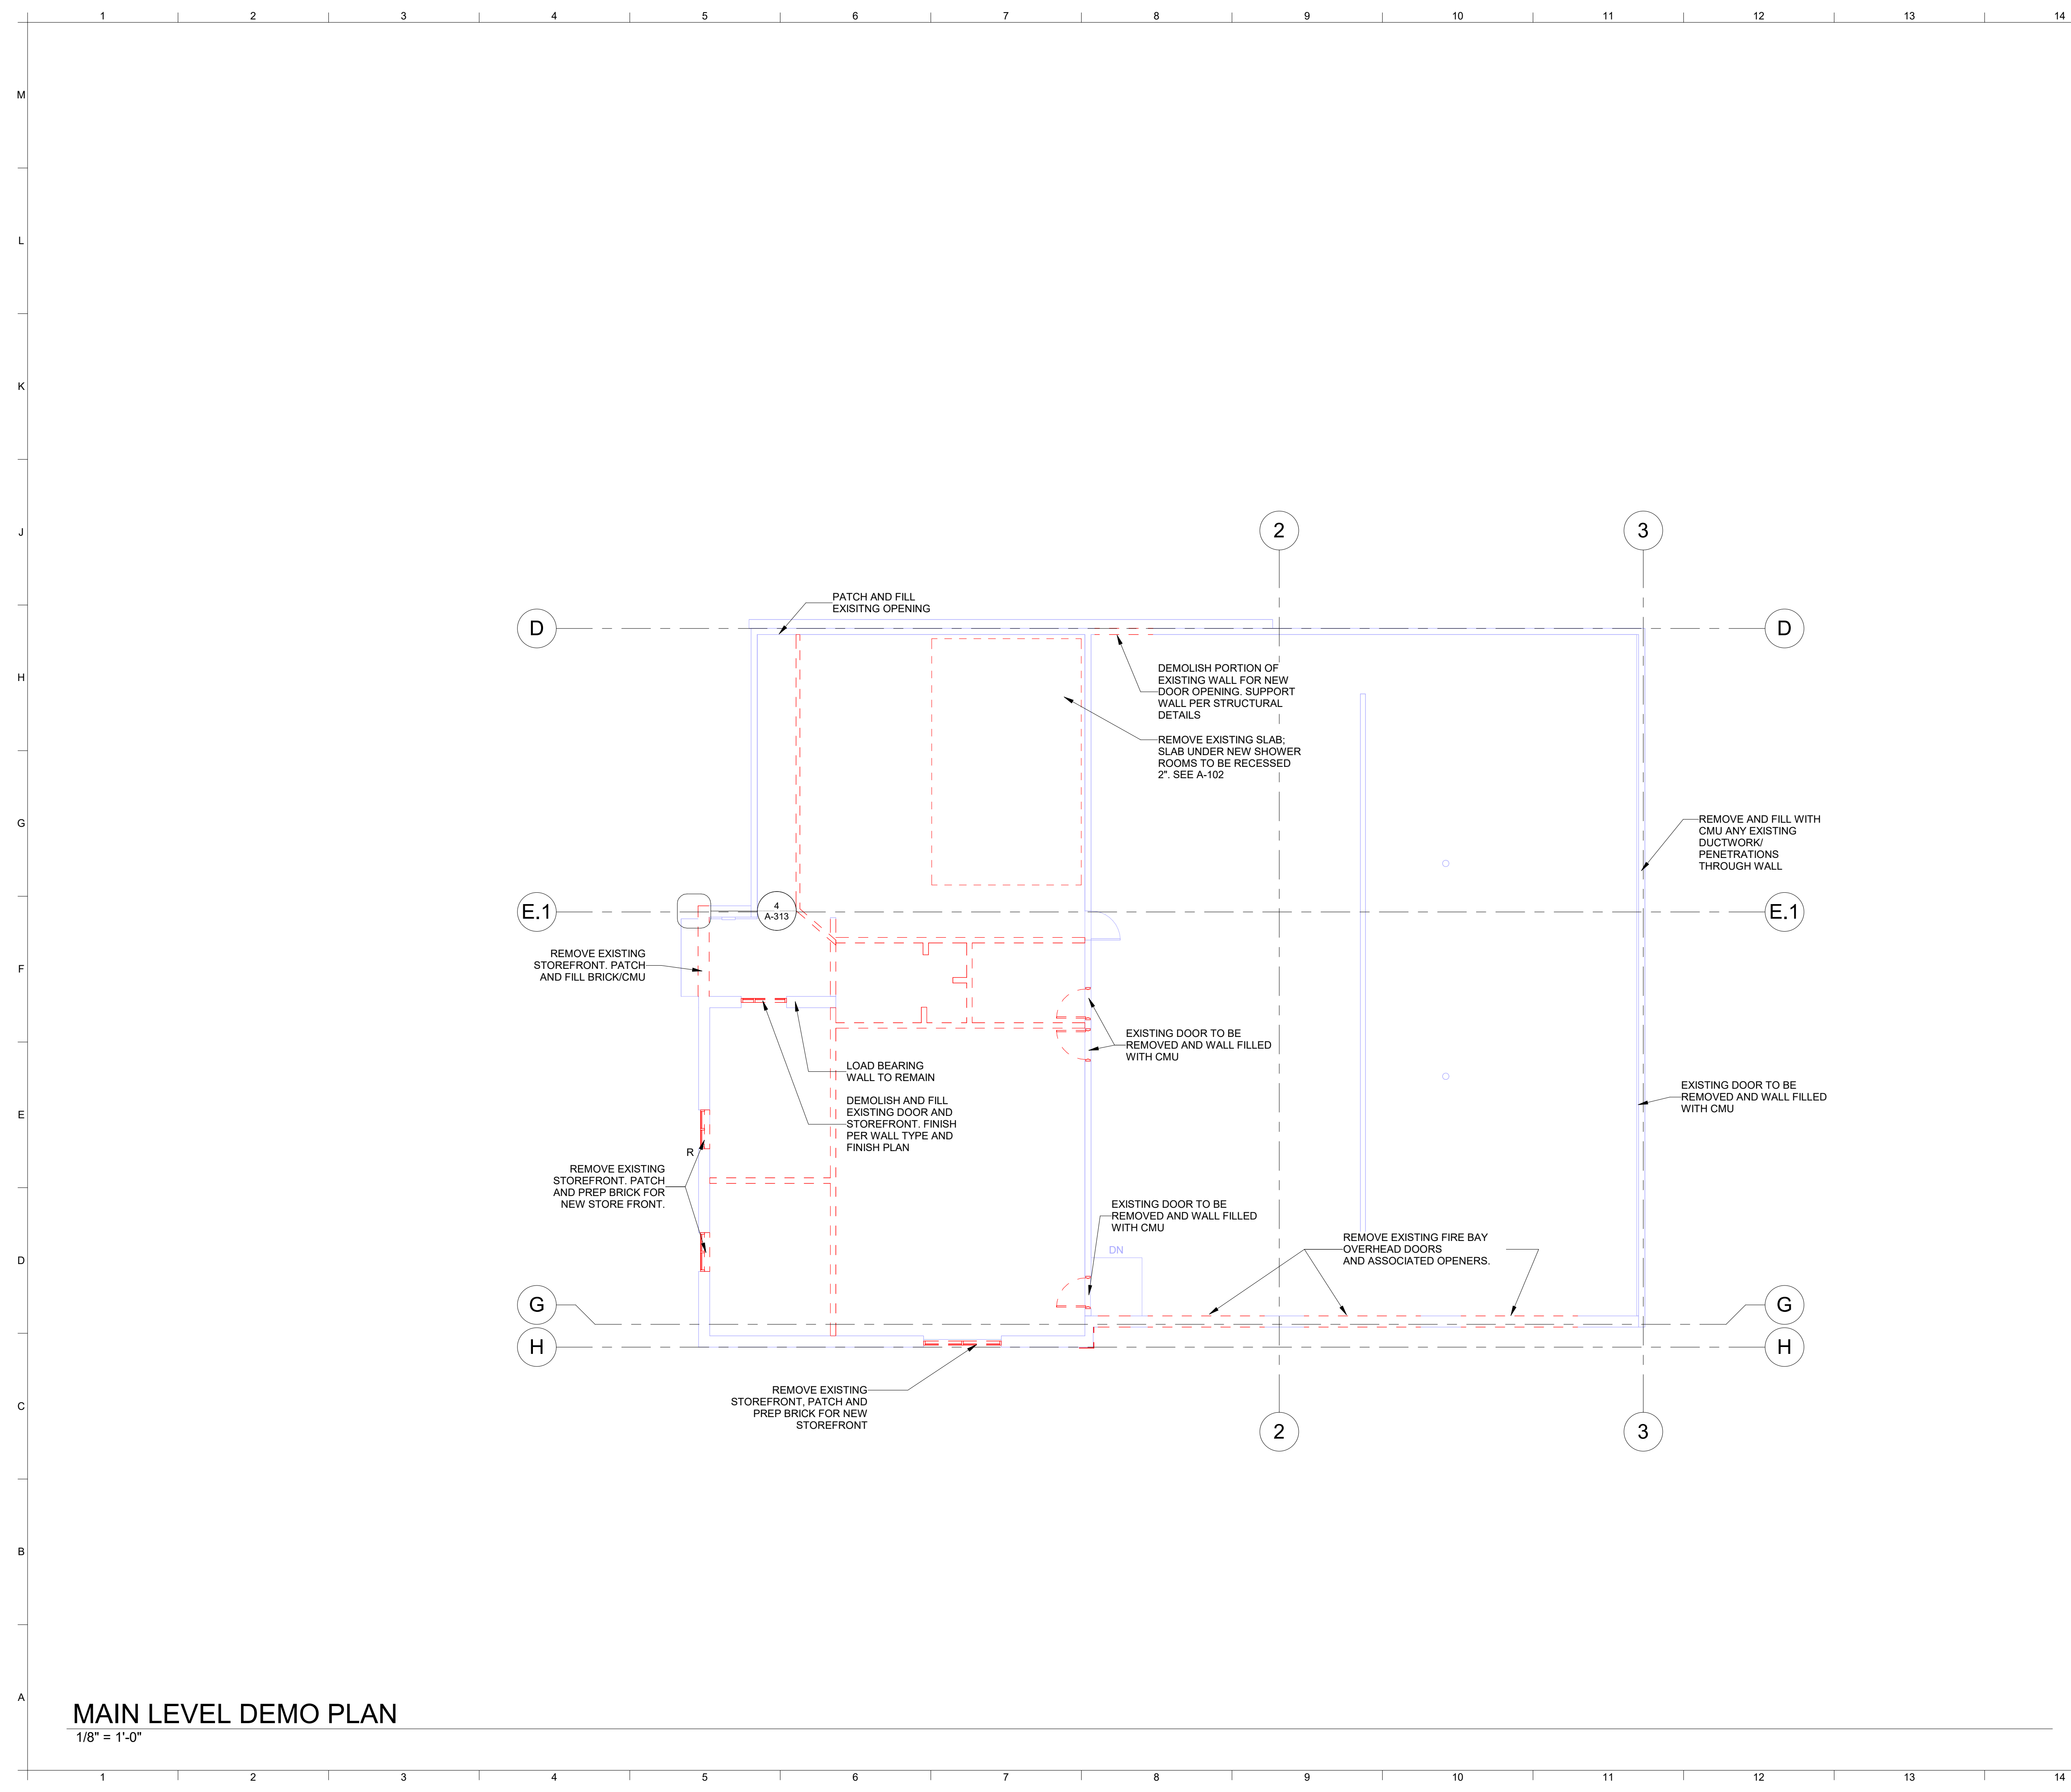 1 2 3 4 5 6 7 8 9 10 11 12 13 14
M
L
K
J
H
G
F
E
D
C
B
A
2
3
PATCH AND FILL
EXISITNG OPENING
D
D
DEMOLISH PORTION OF
EXISTING WALL FOR NEW
DOOR OPENING. SUPPORT
WALL PER STRUCTURAL
DETAILS
REMOVE EXISTING SLAB;
SLAB UNDER NEW SHOWER
ROOMS TO BE RECESSED
2". SEE A-102
REMOVE AND FILL WITH
CMU ANY EXISTING
DUCTWORK/
PENETRATIONS
THROUGH WALL
E.1
4
A-313
E.1
REMOVE EXISTING
STOREFRONT. PATCH
AND FILL BRICK/CMU
EXISTING DOOR TO BE
REMOVED AND WALL FILLED
WITH CMU
LOAD BEARING
WALL TO REMAIN
DEMOLISH AND FILL
EXISTING DOOR AND
STOREFRONT. FINISH
PER WALL TYPE AND
FINISH PLAN
EXISTING DOOR TO BE
REMOVED AND WALL FILLED
WITH CMU
R
REMOVE EXISTING
STOREFRONT. PATCH
AND PREP BRICK FOR
NEW STORE FRONT.
EXISTING DOOR TO BE
REMOVED AND WALL FILLED
WITH CMU
DN
REMOVE EXISTING FIRE BAY
OVERHEAD DOORS
AND ASSOCIATED OPENERS.
G
G
H
H
REMOVE EXISTING
STOREFRONT, PATCH AND
PREP BRICK FOR NEW
STOREFRONT
2
3
MAIN LEVEL DEMO PLAN
1/8" = 1'-0"
1 2 3 4 5 6 7 8 9 10 11 12 13 14